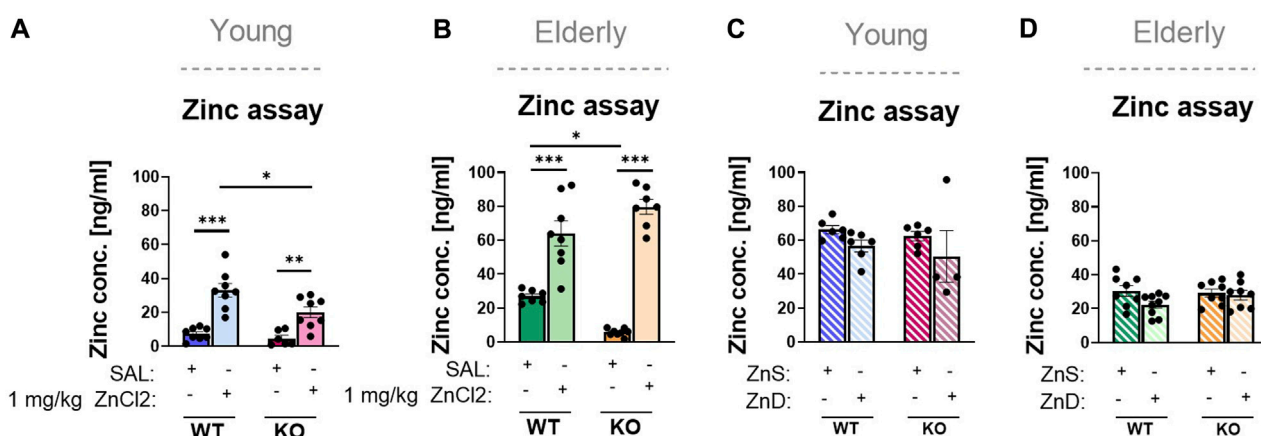 A
Young
Zinc assay
Zinc conc. [ng/ml]
100
80
60
40
20
0
*
***
**
SAL: + - + -
1 mg/kg ZnCl2: - + - +
WT KO
B
Elderly
Zinc assay
Zinc conc. [ng/ml]
100
80
60
40
20
0
*
***
***
SAL: + - + -
1 mg/kg ZnCl2: - + - +
WT KO
C
Young
Zinc assay
Zinc conc. [ng/ml]
100
80
60
40
20
0
ZnS: + - + -
ZnD: - + - +
WT KO
D
Elderly
Zinc assay
Zinc conc. [ng/ml]
100
80
60
40
20
0
ZnS: + - + -
ZnD: - + - +
WT KO